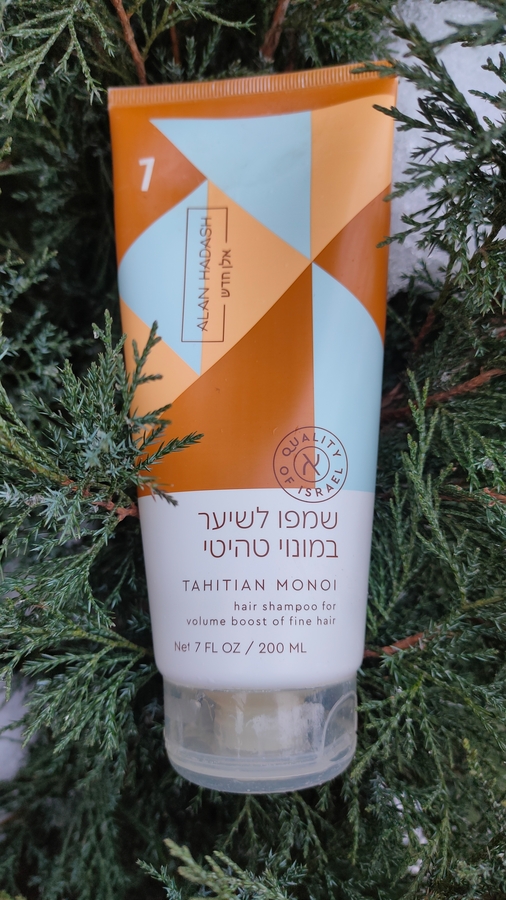 7
ALAN HADASH
אלן חדש
QUALITY OF ISRAEL
א
שמפו לשיער
במונוי טהיטי
TAHITIAN MONOI
hair shampoo for
volume boost of fine hair
Net 7 FL OZ / 200 ML